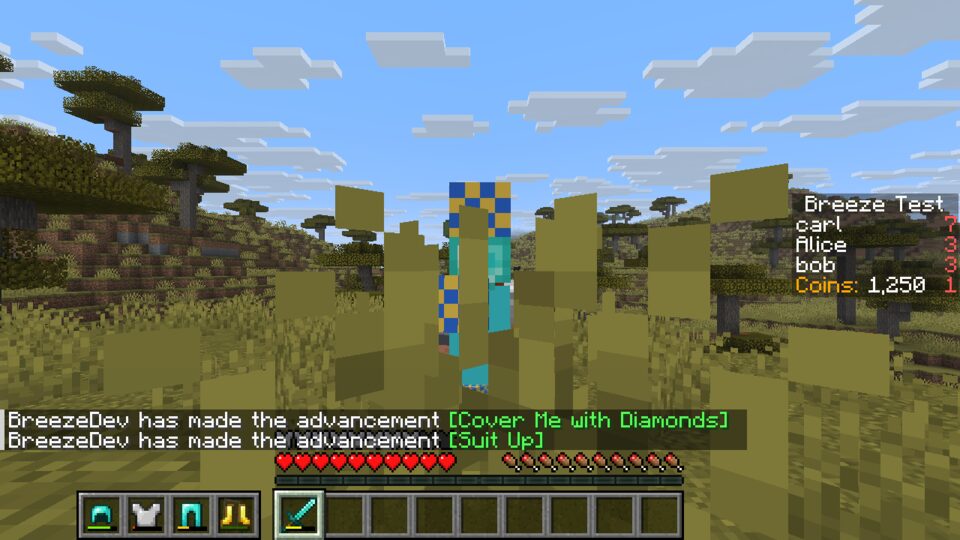 Breeze Test
carl 7
Alice 3
bob 3
Coins: 1,250 1
BreezeDev has made the advancement [Cover Me with Diamonds]
BreezeDev has made the advancement [Suit Up]